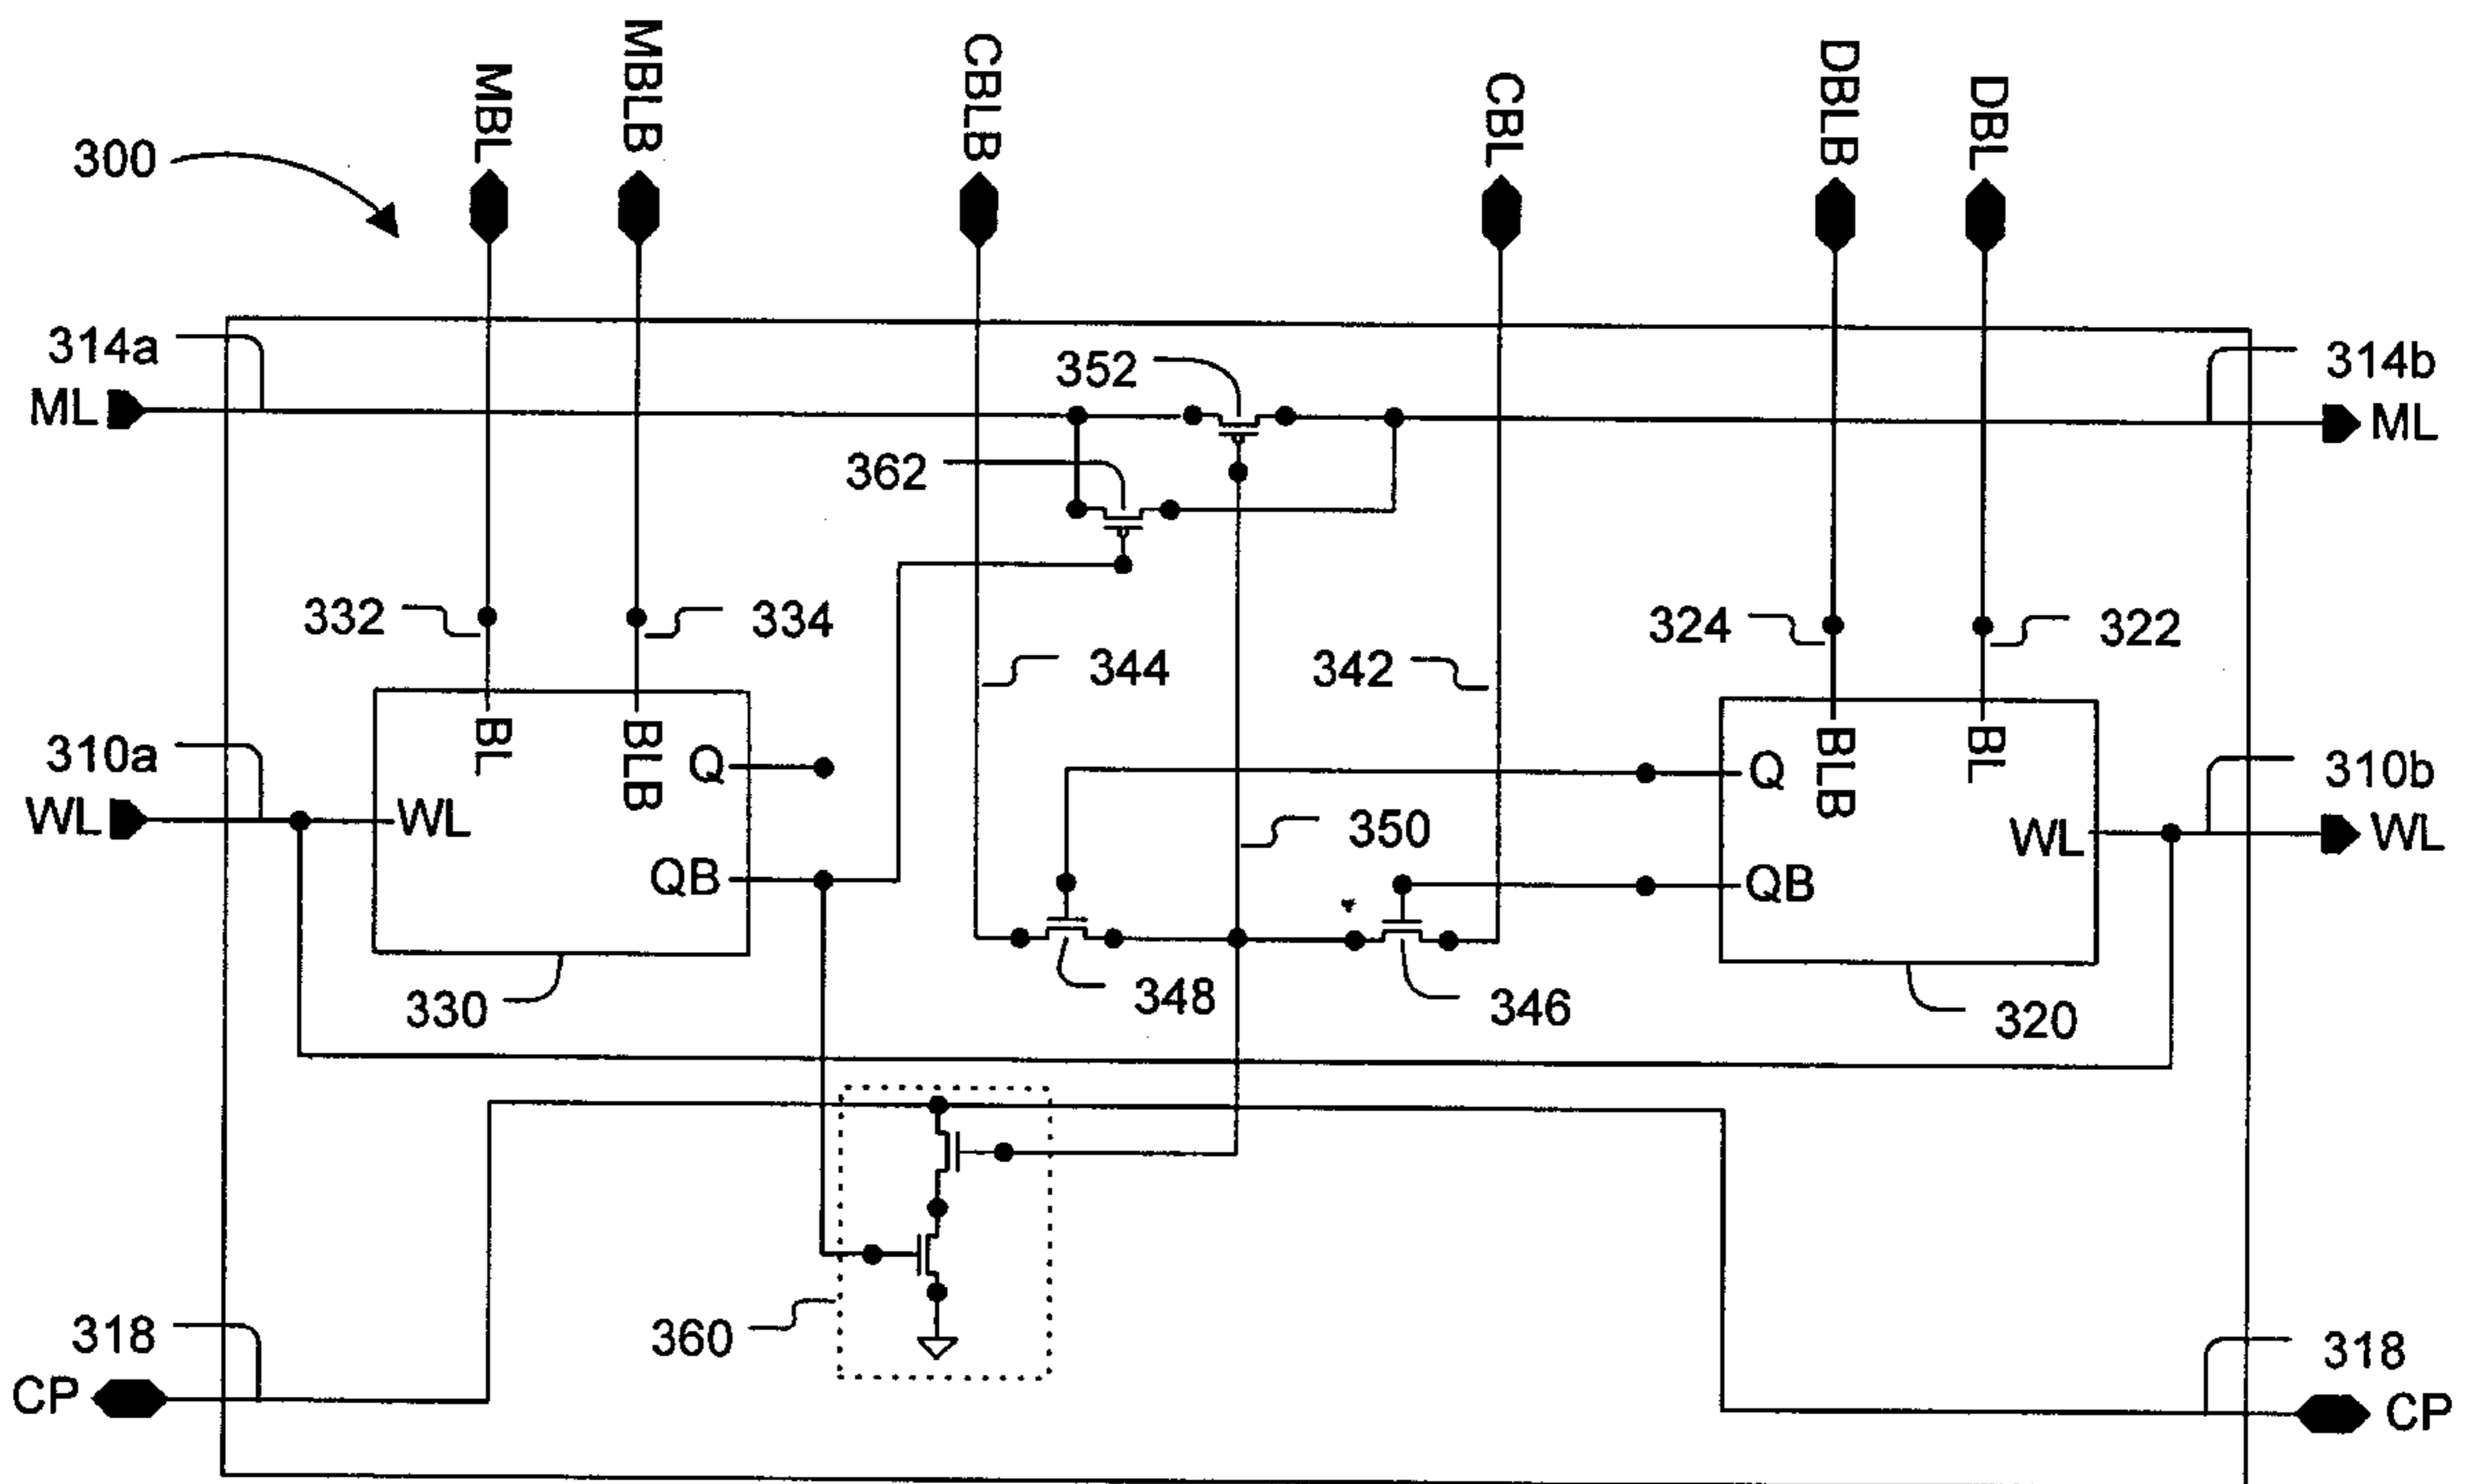 MBL
MBLB
CBLB
CBL
DBLB
DBL
300
314a
352
314b
ML
ML
362
332
334
324
322
344
342
BL
BLB
BLB
BL
310a
Q
Q
310b
WL
WL
350
WL
WL
QB
QB
330
348
346
320
360
318
318
CP
CP